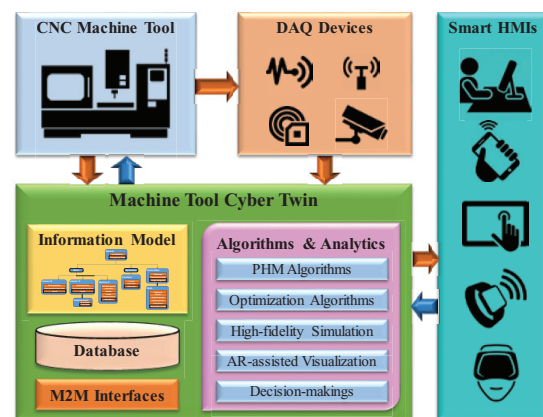 CNC Machine Tool
DAQ Devices
Smart HMIs
Machine Tool Cyber Twin
Information Model
Database
M2M Interfaces
Algorithms & Analytics
PHM Algorithms
Optimization Algorithms
High-fidelity Simulation
AR-assisted Visualization
Decision-makings